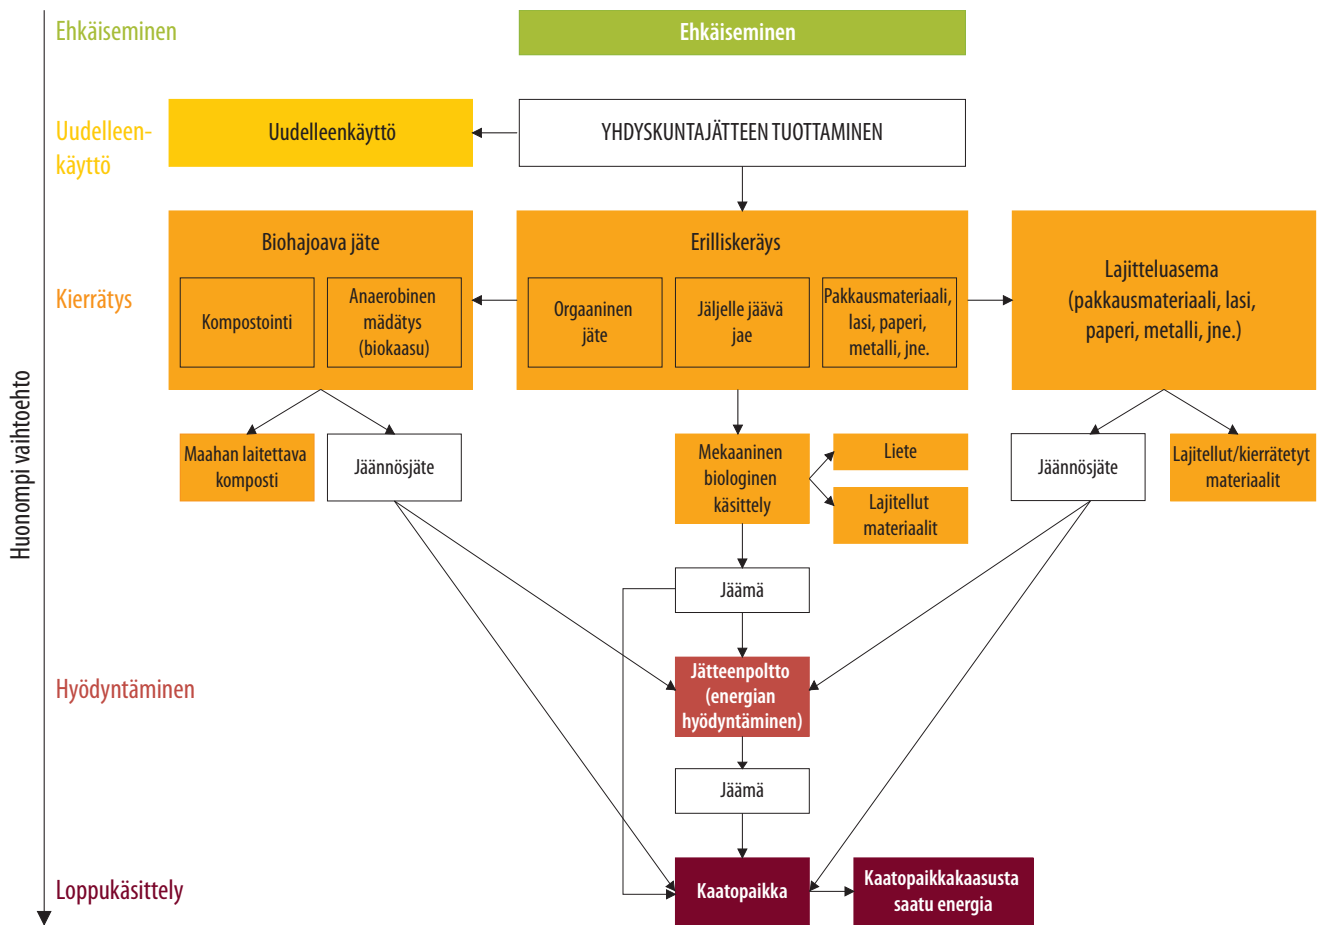 Ehkäiseminen
Ehkäiseminen
Uudelleen-
käyttö
Uudelleenkäyttö
YHDYSKUNTAJÄTTEEN TUOTTAMINEN
Kierrätys
Biohajoava jäte
Kompostointi
Anaerobinen
mädätys
(biokaasu)
Erilliskeräys
Orgaaninen
jäte
Jäljelle jäävä
jae
Pakkausmateriaali,
lasi, paperi,
metalli, jne.
Lajitteluasema
(pakkausmateriaali, lasi,
paperi, metalli, jne.)
Huonompi vaihtoehto
Maahan laitettava
komposti
Jäännösjäte
Mekaaninen
biologinen
käsittely
Liete
Lajitellut
materiaalit
Jäännösjäte
Lajitellut/kierrätetyt
materiaalit
Jäämä
Hyödyntäminen
Jätteenpoltto
(energian
hyödyntäminen)
Jäämä
Loppukäsittely
Kaatopaikka
Kaatopaikkakaasusta
saatu energia